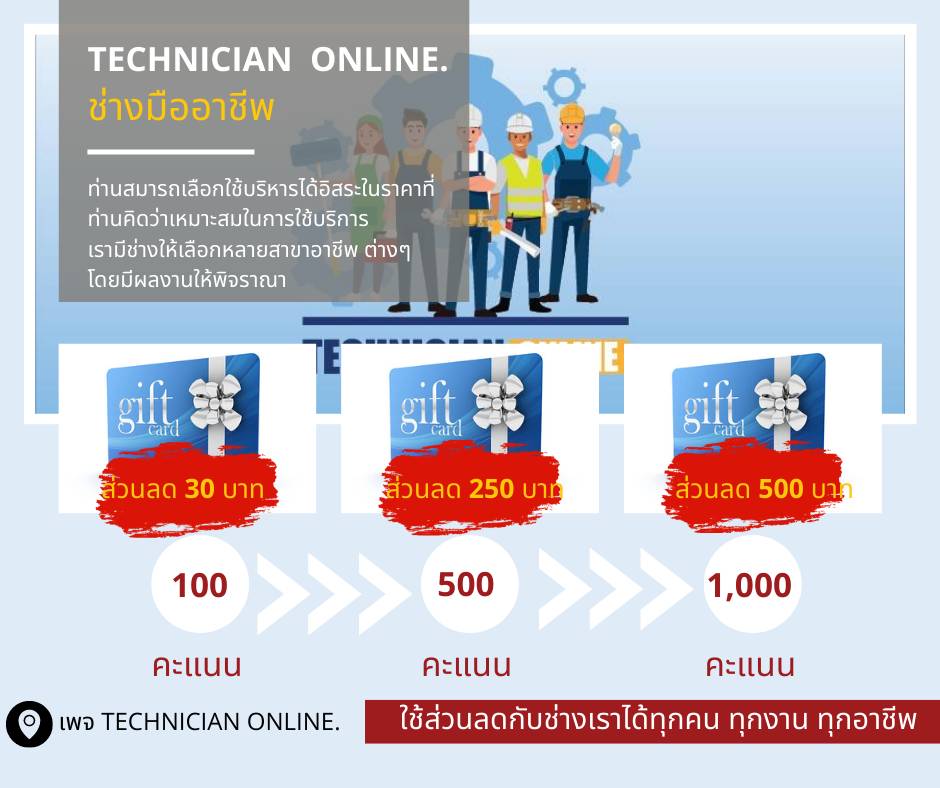 TECHNICIAN ONLINE.
ช่างมืออาชีพ
ท่านสมารถเลือกใช้บริหารได้อิสระในราคาที่
ท่านคิดว่าเหมาะสมในการใช้บริการ
เรามีช่างให้เลือกหลายสาขาอาชีพ ต่างๆ
โดยมีผลงานให้พิจราณา
TECHNICIAN ONLINE
gift card
gift card
gift card
ส่วนลด 30 บาท
ส่วนลด 250 บาท
ส่วนลด 500 บาท
100
500
1,000
คะแนน
คะแนน
คะแนน
เพจ TECHNICIAN ONLINE.
ใช้ส่วนลดกับช่างเราได้ทุกคน ทุกงาน ทุกอาชีพ